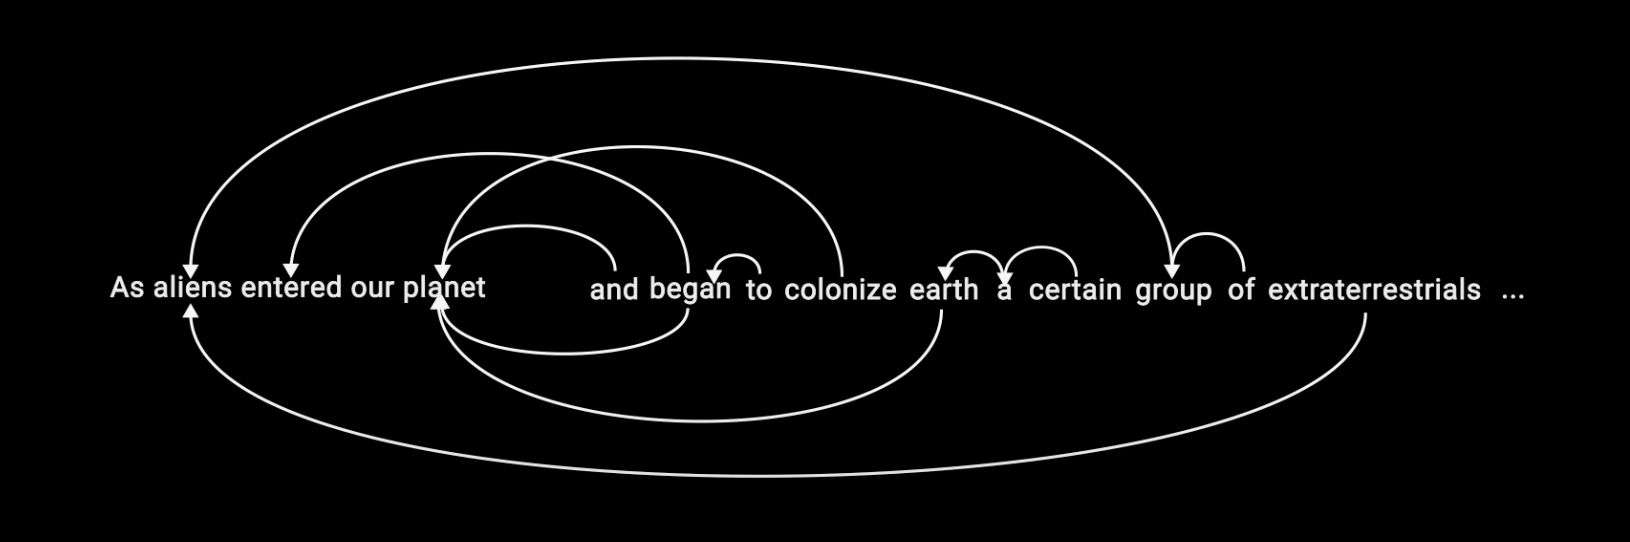 As aliens entered our planet and began to colonize earth a certain group of extraterrestrials ...